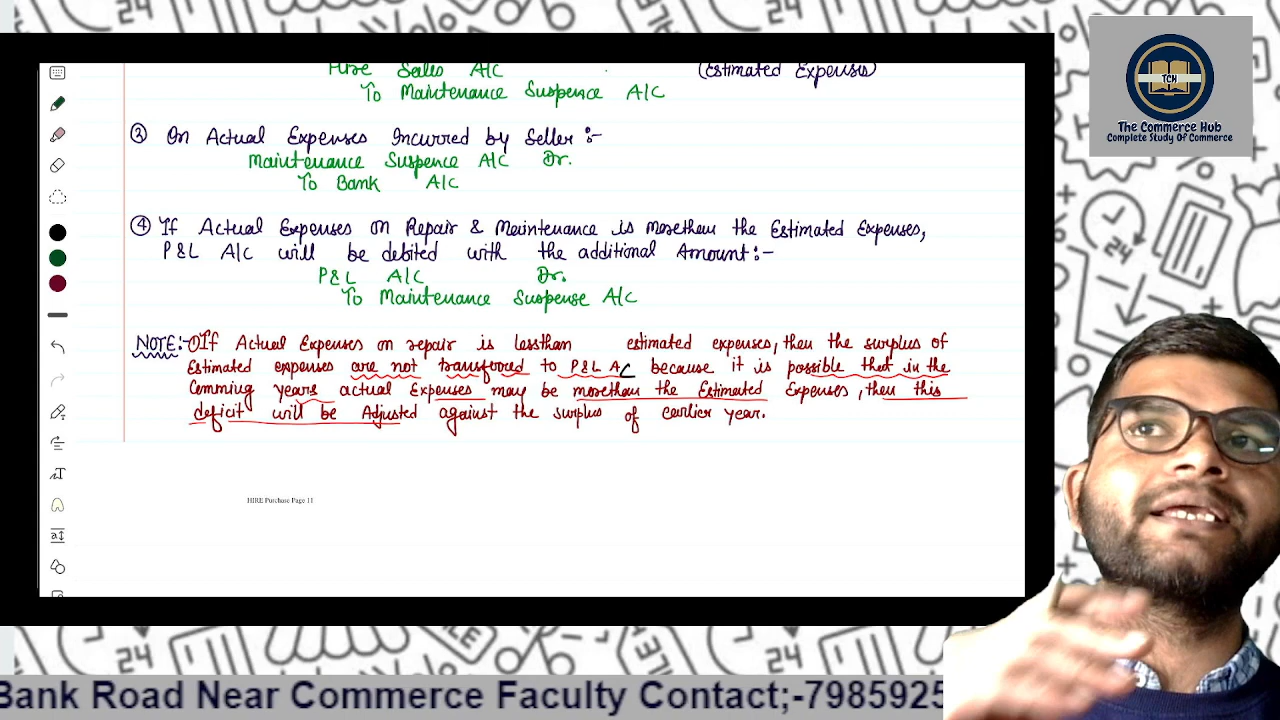 Hire Sales A/C
(Estimated Expenses)
To Maintenance Suspence A/C
③ On Actual Expenses Incurred by Seller:-
Maintenance Suspence A/C Dr.
To Bank A/C
④ If Actual Expenses on Repair & Maintenance is morethan the Estimated Expenses,
P&L A/C will be debited with the additional Amount:-
P&L A/C Dr.
To Maintenance Suspense A/C
NOTE:- ① If Actual Expenses on repair is lessthan estimated expenses, then the surplus of
Estimated expenses are not transfrored to P&L AC because it is possible that in the
Comming years actual Expenses may be morethan the Estimated Expenses, then this
deficit will be Adjusted against the surplus of earlier year.
HIRE Purchase Page 11
TCH
The Commerce Hub
Complete Study Of Commerce
Bank Road Near Commerce Faculty Contact;-7985925